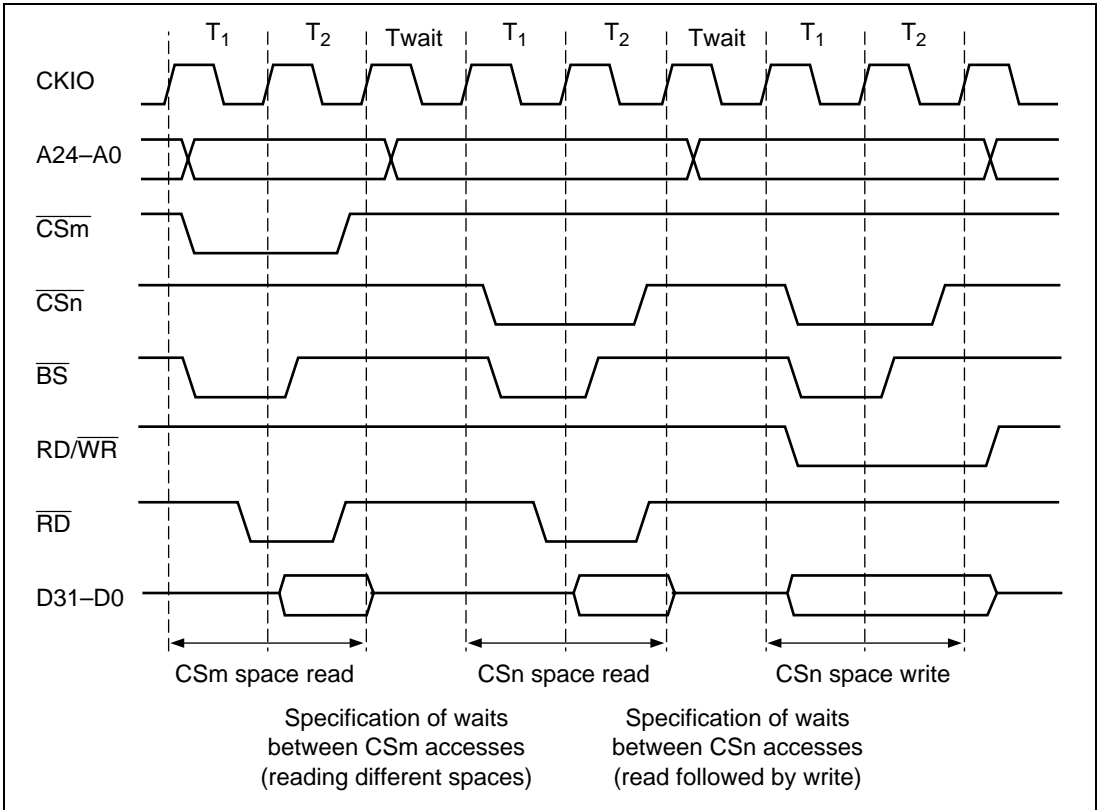 T1 T2 Twait T1 T2 Twait T1 T2
CKIO
A24–A0
CSm
CSn
BS
RD/WR
RD
D31–D0
CSm space read CSn space read CSn space write
Specification of waits
between CSm accesses
(reading different spaces)
Specification of waits
between CSn accesses
(read followed by write)